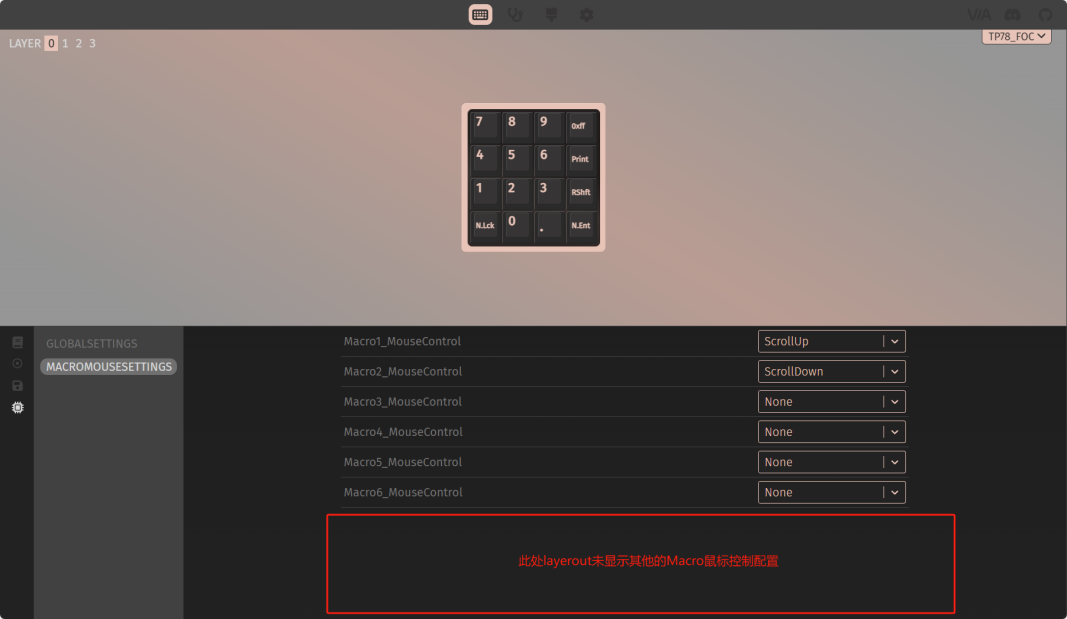 VIA
LAYER 0 1 2 3
TP78_FOC
7 8 9 0xff
4 5 6 Print
1 2 3 RShft
N.Lck 0 . N.Ent
GLOBALSETTINGS
MACROMOUSESETTINGS
Macro1_MouseControl ScrollUp
Macro2_MouseControl ScrollDown
Macro3_MouseControl None
Macro4_MouseControl None
Macro5_MouseControl None
Macro6_MouseControl None
此处layerout未显示其他的Macro鼠标控制配置